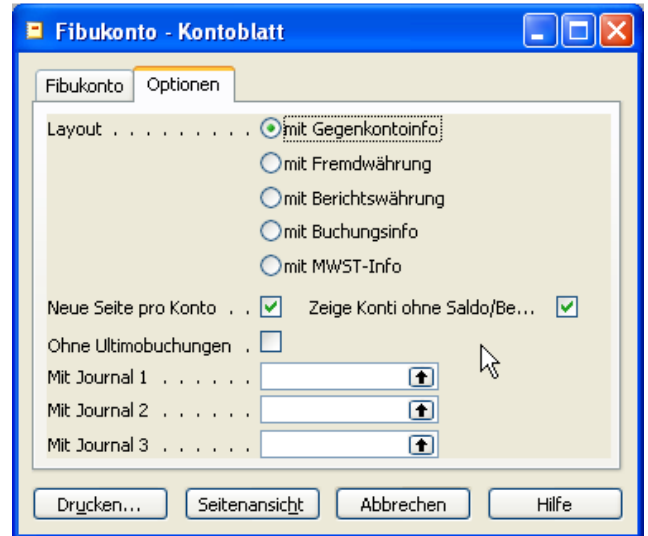 Fibukonto - Kontoblatt
Fibukonto Optionen
Layout . . . . . . . . . mit Gegenkontoinfo
mit Fremdwährung
mit Berichtswährung
mit Buchungsinfo
mit MWST-Info
Neue Seite pro Konto . . Zeige Konti ohne Saldo/Be...
Ohne Ultimobuchungen .
Mit Journal 1 . . . . . .
Mit Journal 2 . . . . . .
Mit Journal 3 . . . . . .
Drucken... Seitenansicht Abbrechen Hilfe